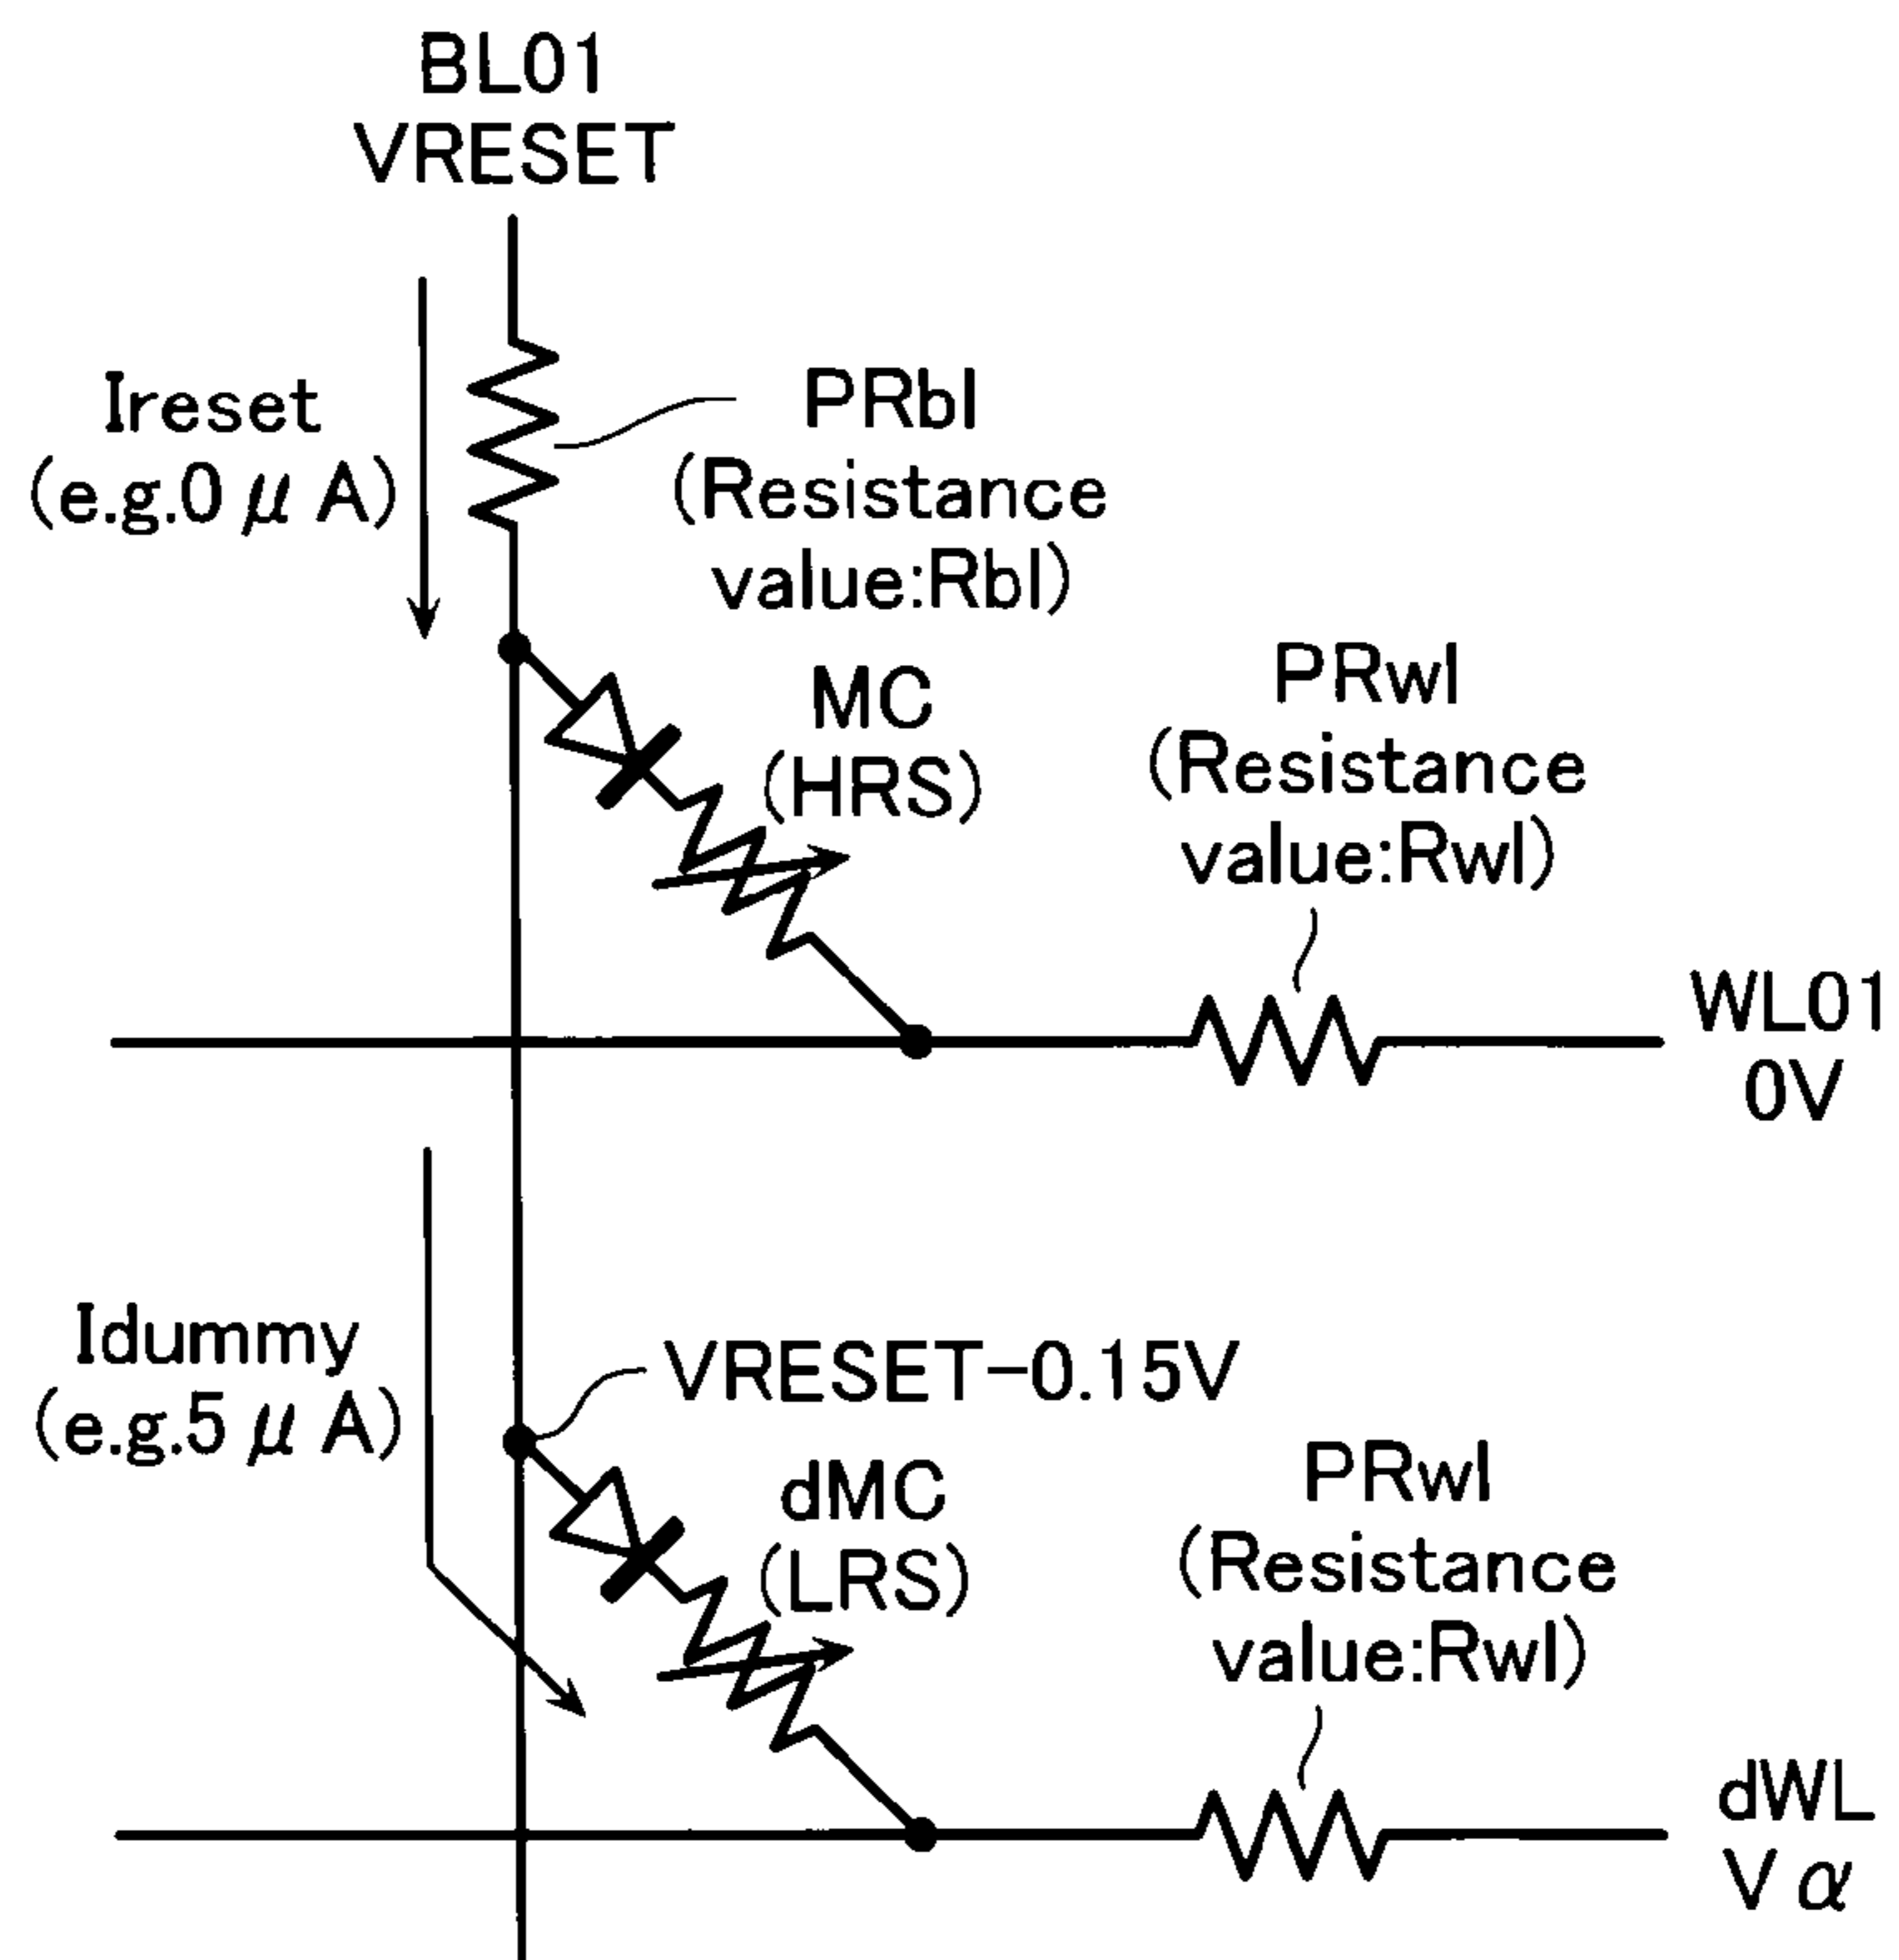 BL01
VRESET
Ireset
(e.g.0 μ A)
PRbl
(Resistance
value:Rbl)
MC
(HRS)
PRwl
(Resistance
value:Rwl)
WL01
0V
Idummy
(e.g.5 μ A)
VRESET-0.15V
dMC
(LRS)
PRwl
(Resistance
value:Rwl)
dWL
V α